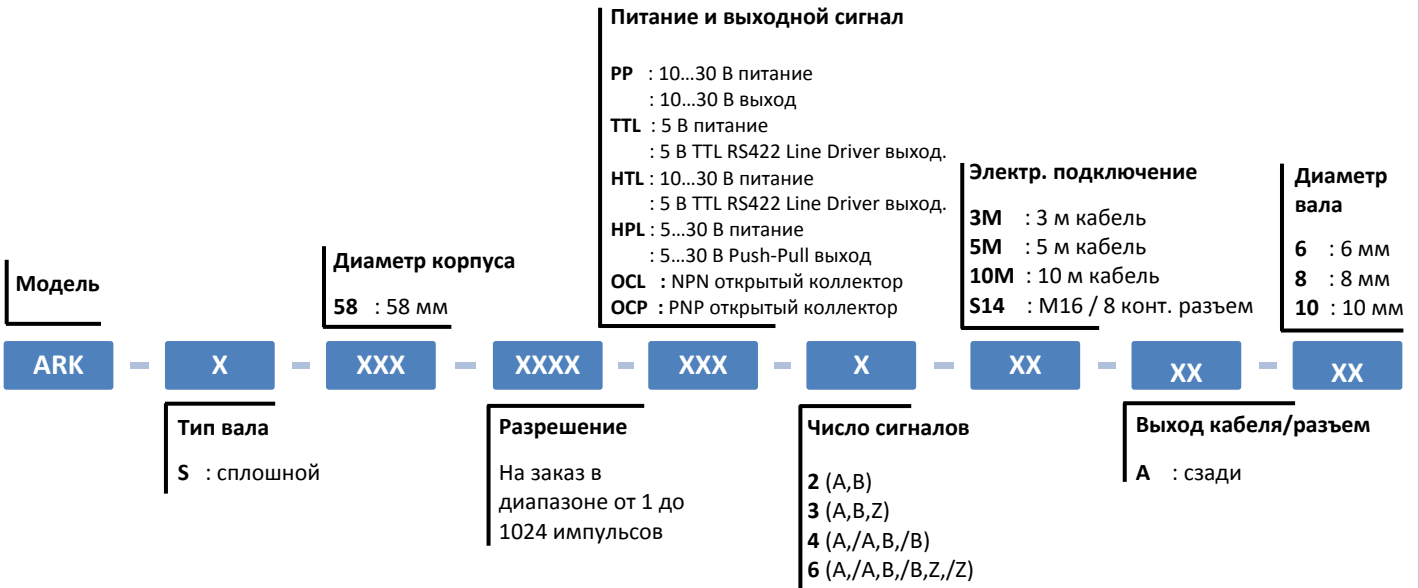 Питание и выходной сигнал
PP : 10...30 В питание
: 10...30 В выход
TTL : 5 В питание
: 5 В TTL RS422 Line Driver выход.
HTL : 10...30 В питание
: 5 В TTL RS422 Line Driver выход.
HPL : 5...30 В питание
: 5...30 В Push-Pull выход
OCL : NPN открытый коллектор
OCP : PNP открытый коллектор
Электр. подключение
3M : 3 м кабель
5M : 5 м кабель
10M : 10 м кабель
S14 : M16 / 8 конт. разъем
Диаметр
вала
6 : 6 мм
8 : 8 мм
10 : 10 мм
Диаметр корпуса
58 : 58 мм
Модель
ARK – X – XXX – XXXX – XXX – X – XX – XX – XX
Тип вала
S : сплошной
Разрешение
На заказ в
диапазоне от 1 до
1024 импульсов
Число сигналов
2 (A,B)
3 (A,B,Z)
4 (A,/A,B,/B)
6 (A,/A,B,/B,Z,/Z)
Выход кабеля/разъем
A : сзади